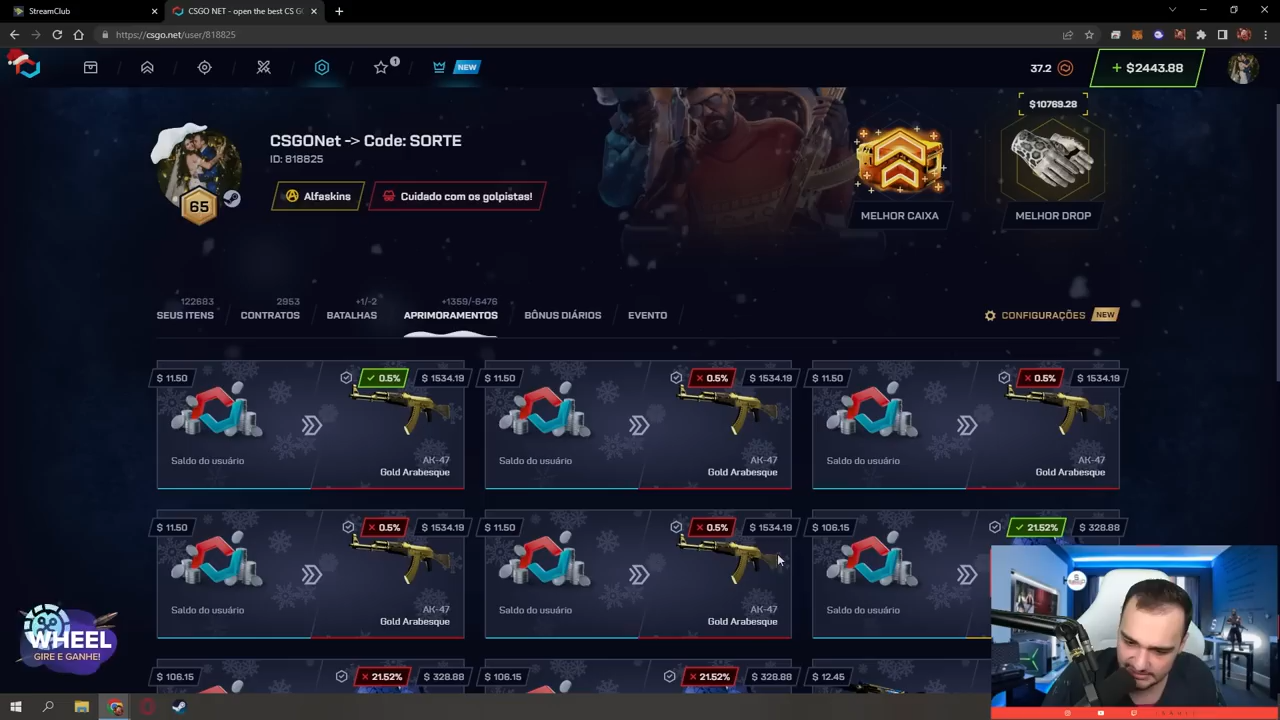 StreamClub
CSGO NET - open the best CS G
https://csgo.net/user/818825
1
NEW
37.2
+ $2443.88
$10769.28
CSGONet -> Code: SORTE
ID: 818825
65
Alfaskins
Cuidado com os golpistas!
MELHOR CAIXA
MELHOR DROP
122683
SEUS ITENS
2953
CONTRATOS
+1/-2
BATALHAS
+1359/-6476
APRIMORAMENTOS
BÔNUS DIÁRIOS
EVENTO
CONFIGURAÇÕES
NEW
$ 11.50
0.5%
$ 1534.19
Saldo do usuário
AK-47
Gold Arabesque
$ 11.50
0.5%
$ 1534.19
Saldo do usuário
AK-47
Gold Arabesque
$ 11.50
0.5%
$ 1534.19
Saldo do usuário
AK-47
Gold Arabesque
$ 11.50
0.5%
$ 1534.19
Saldo do usuário
AK-47
Gold Arabesque
$ 11.50
0.5%
$ 1534.19
Saldo do usuário
AK-47
Gold Arabesque
$ 106.15
21.52%
$ 328.88
Saldo do usuário
WHEEL
GIRE E GANHE!
$ 106.15
21.52%
$ 328.88
$ 106.15
21.52%
$ 328.88
$ 12.45